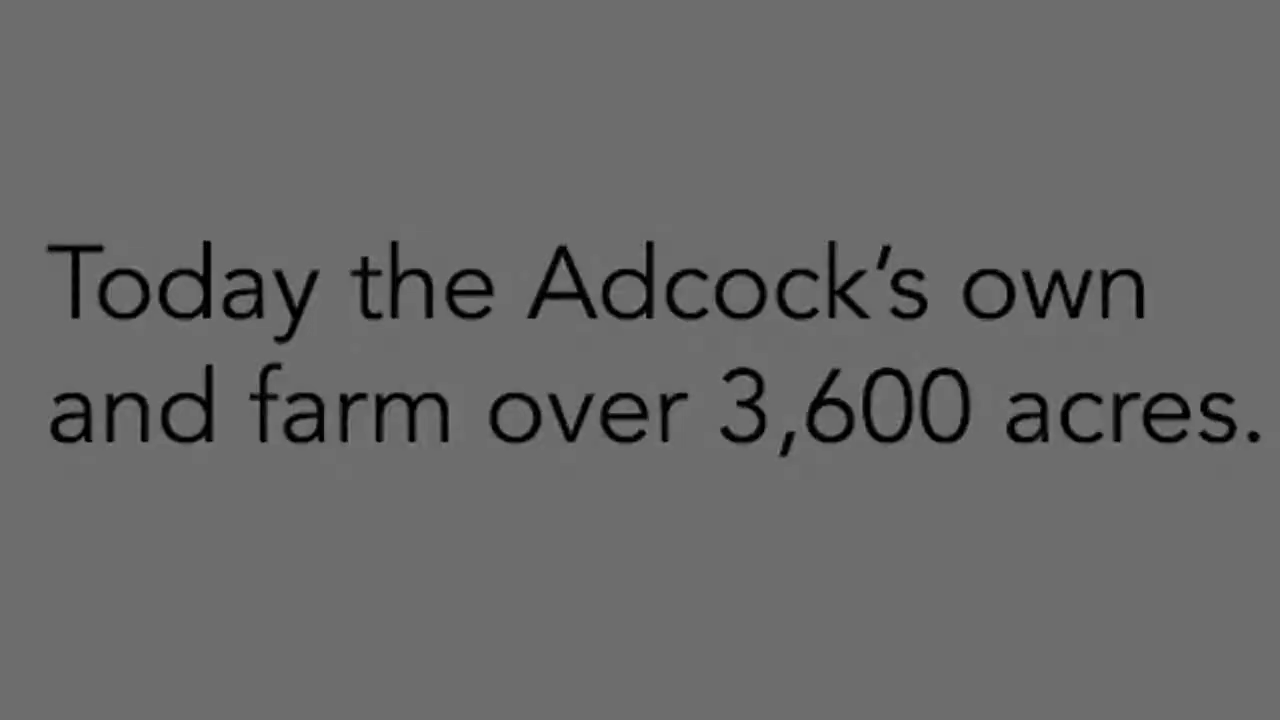 Today the Adcock’s own
and farm over 3,600 acres.